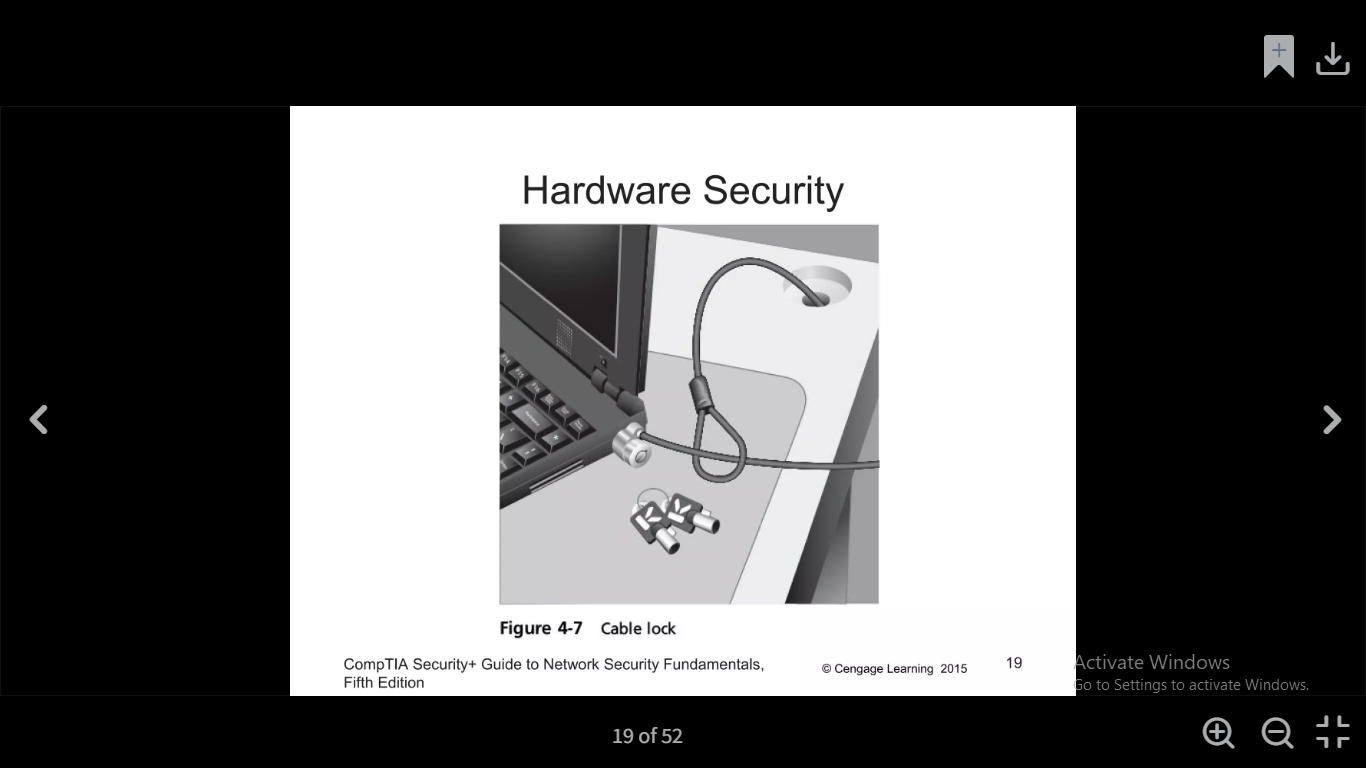 Hardware Security
Figure 4-7 Cable lock
CompTIA Security+ Guide to Network Security Fundamentals,
Fifth Edition
© Cengage Learning 2015
19
Activate Windows
Go to Settings to activate Windows.
19 of 52